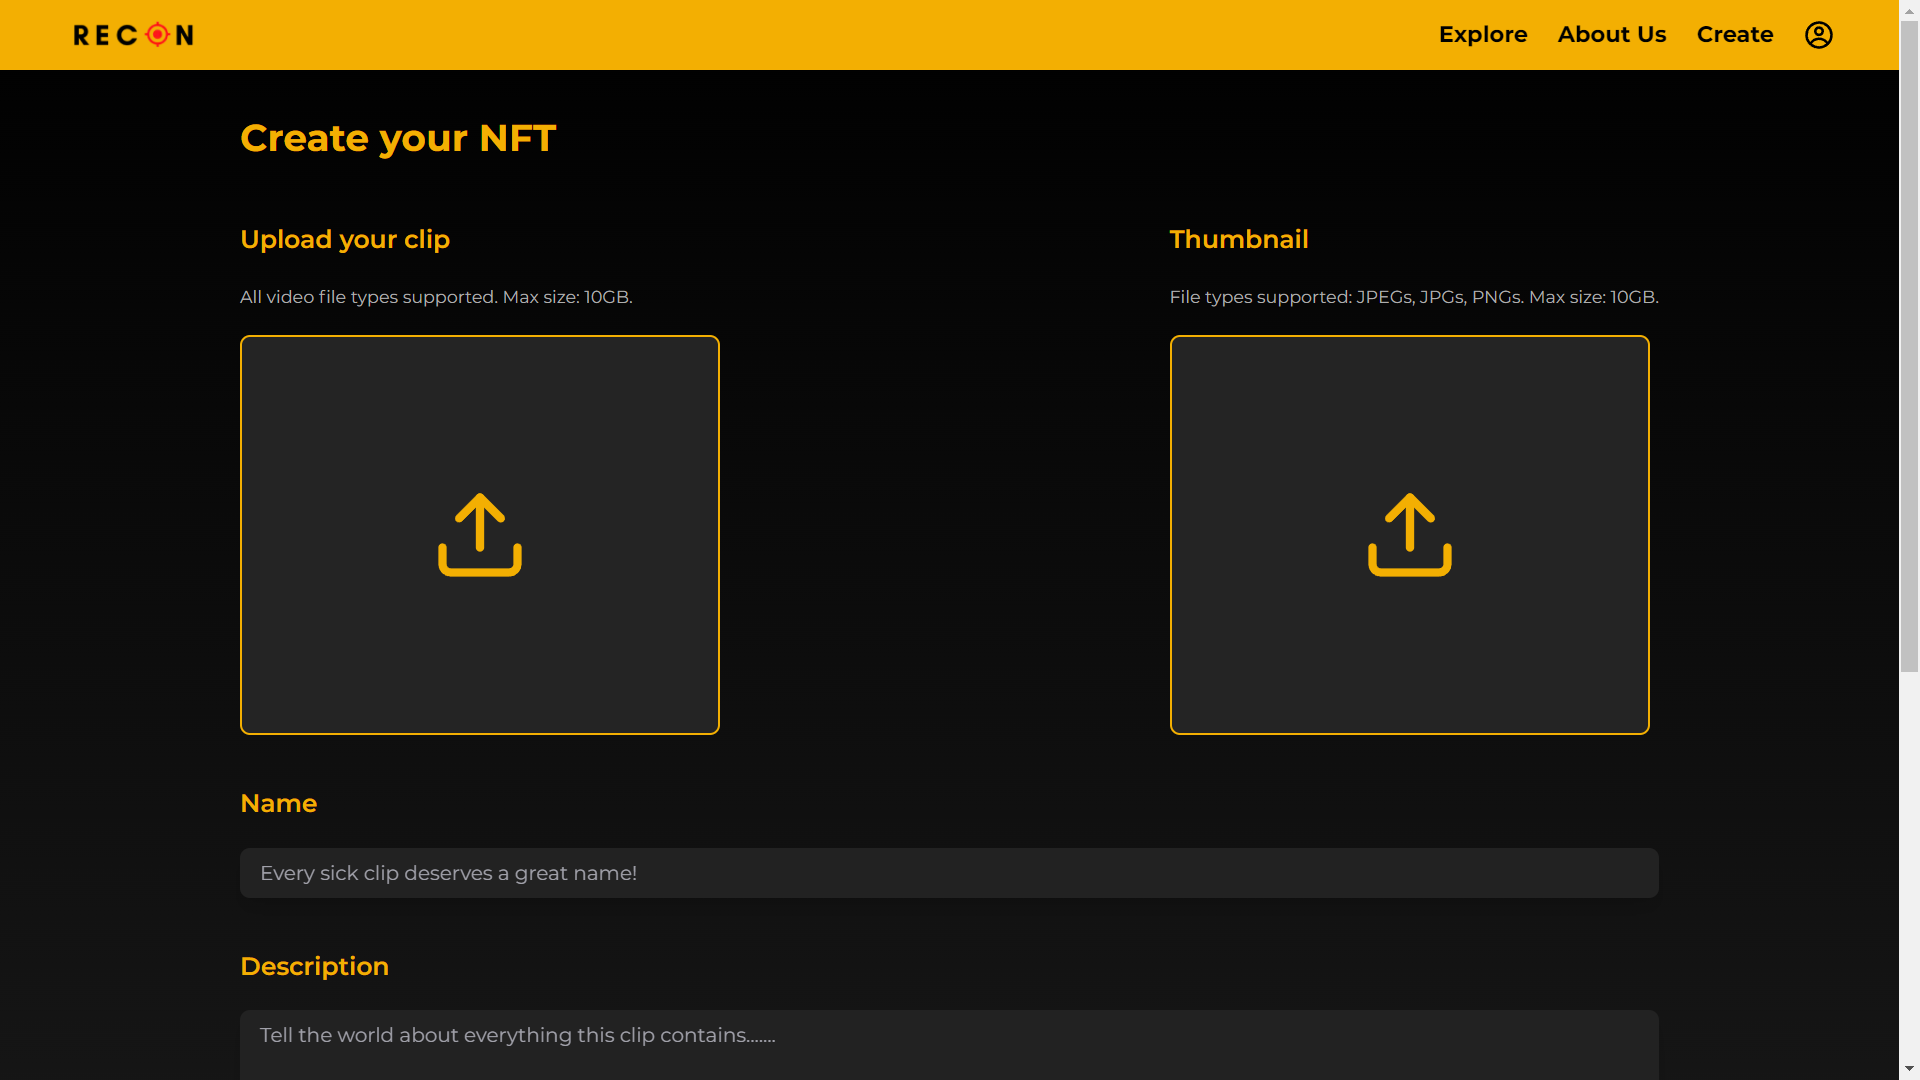 RECON
Explore
About Us
Create
Create your NFT
Upload your clip
All video file types supported. Max size: 10GB.
Thumbnail
File types supported: JPEGs, JPGs, PNGs. Max size: 10GB.
Name
Every sick clip deserves a great name!
Description
Tell the world about everything this clip contains.......